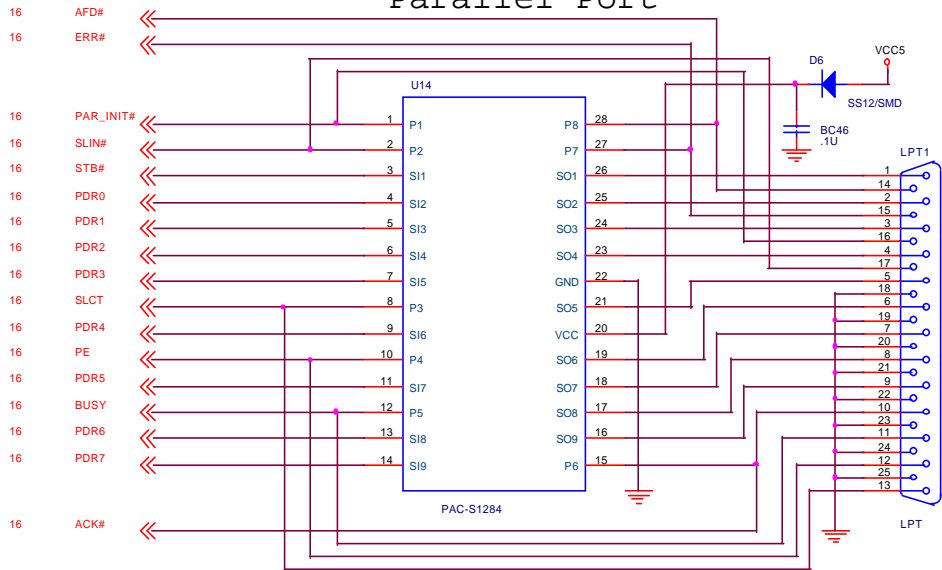 Parallel Port
16 AFD#
16 ERR#
D6 VCC5
U14 SS12/SMD
16 PAR_INIT# 1 P1 P8 28 BC46
.1U
16 SLIN# 2 P2 P7 27 LPT1
16 STB# 3 SI1 SO1 26 1
14
16 PDR0 4 SI2 SO2 25 2
15
16 PDR1 5 SI3 SO3 24 3
16
16 PDR2 6 SI4 SO4 23 4
17
16 PDR3 7 SI5 GND 22 5
18
16 SLCT 8 P3 SO5 21 6
19
16 PDR4 9 SI6 VCC 20 7
20
16 PE 10 P4 SO6 19 8
21
16 PDR5 11 SI7 SO7 18 9
22
16 BUSY 12 P5 SO8 17 10
23
16 PDR6 13 SI8 SO9 16 11
24
16 PDR7 14 SI9 P6 15 12
25
13
PAC-S1284
16 ACK# LPT